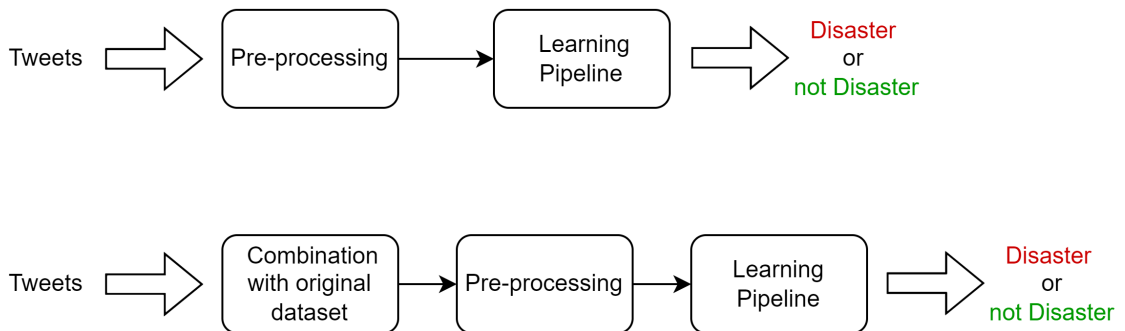 Tweets
Pre-processing
Learning
Pipeline
Disaster
or
not Disaster
Tweets
Combination
with original
dataset
Pre-processing
Learning
Pipeline
Disaster
or
not Disaster